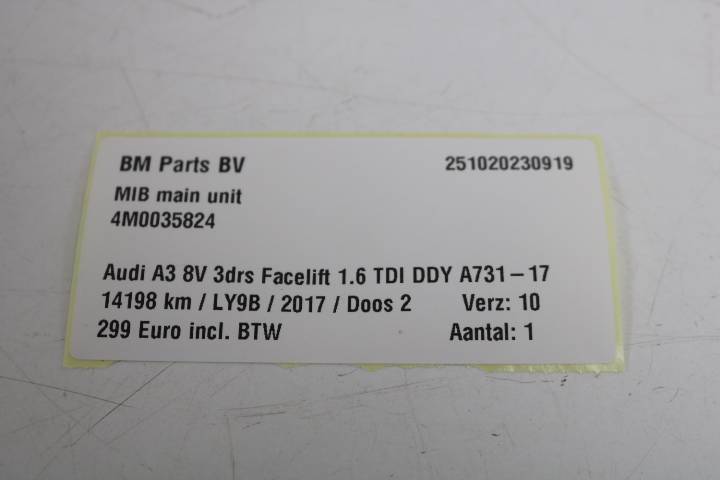 BM Parts BV 251020230919
MIB main unit
4M0035824
Audi A3 8V 3drs Facelift 1.6 TDI DDY A731-17
14198 km / LY9B / 2017 / Doos 2 Verz: 10
299 Euro incl. BTW Aantal: 1